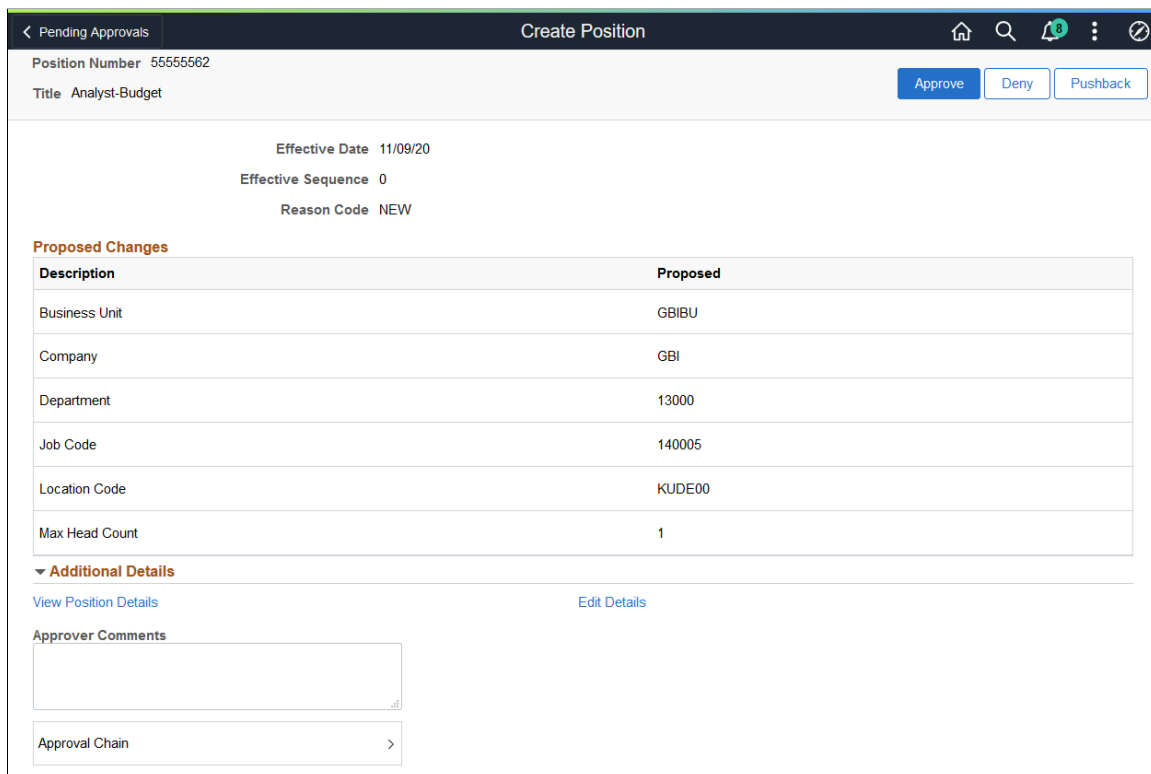 Pending Approvals
Create Position
8
Position Number 55555562
Title Analyst-Budget
Approve Deny Pushback
Effective Date 11/09/20
Effective Sequence 0
Reason Code NEW
Proposed Changes
Description Proposed
Business Unit GBIBU
Company GBI
Department 13000
Job Code 140005
Location Code KUDE00
Max Head Count 1
Additional Details
View Position Details Edit Details
Approver Comments
Approval Chain